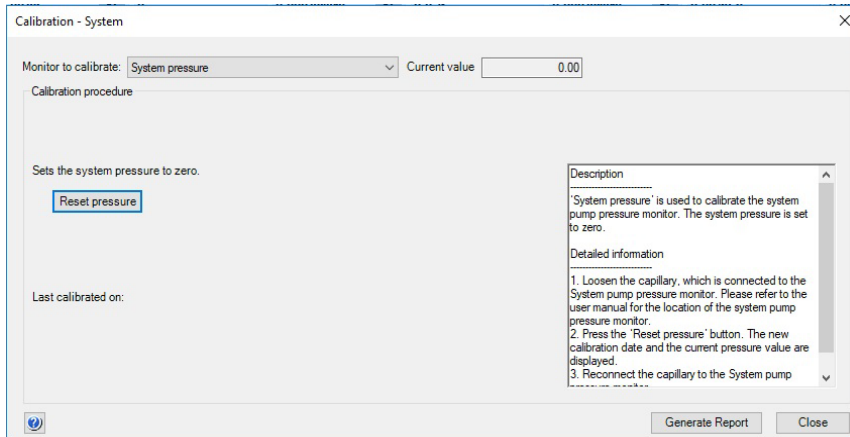 Calibration - System
Monitor to calibrate: System pressure Current value 0.00
Calibration procedure
Sets the system pressure to zero.
Reset pressure
Last calibrated on:
Description
----------------------------
'System pressure' is used to calibrate the system
pump pressure monitor. The system pressure is set
to zero.
Detailed information
----------------------------
1. Loosen the capillary, which is connected to the
System pump pressure monitor. Please refer to the
user manual for the location of the system pump
pressure monitor.
2. Press the 'Reset pressure' button. The new
calibration date and the current pressure value are
displayed.
3. Reconnect the capillary to the System pump
Generate Report Close